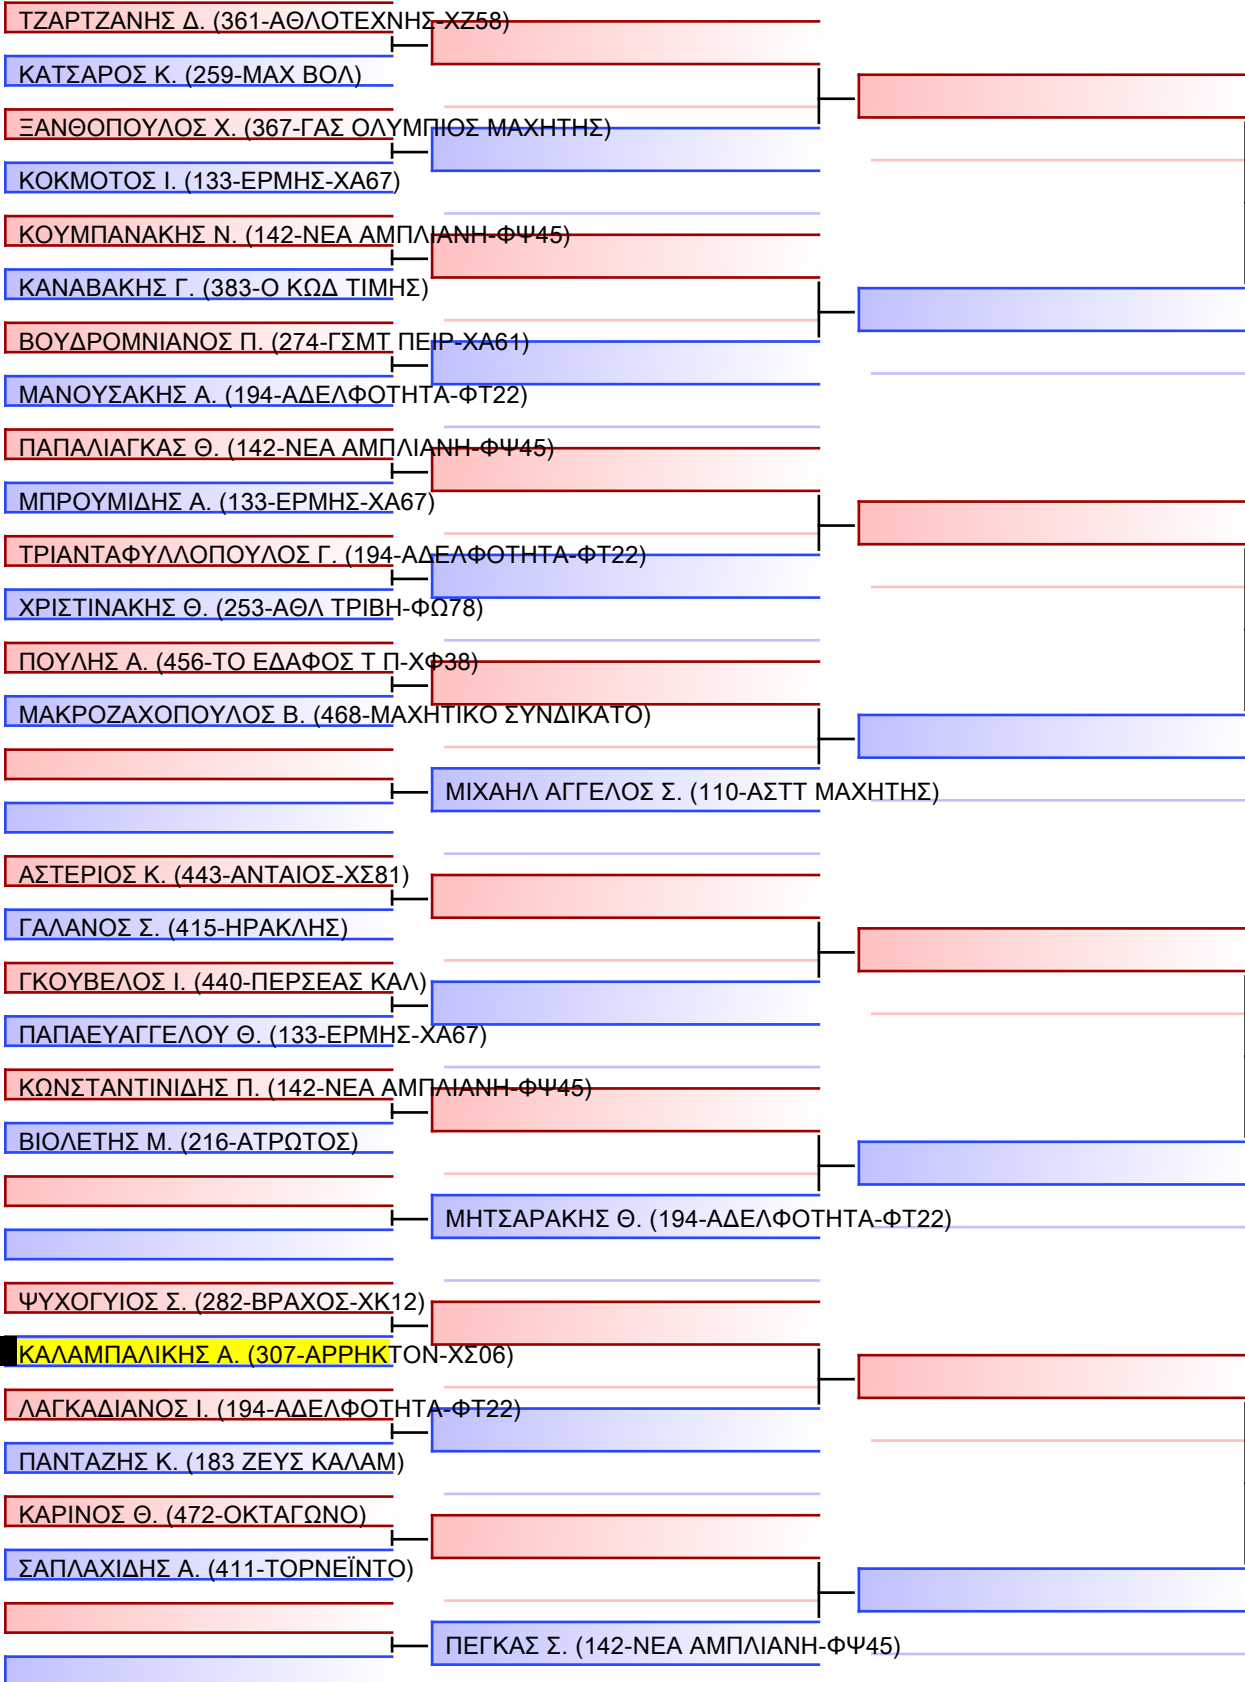 ΤΖΑΡΤΖΑΝΗΣ Δ. (361-ΑΘΛΟΤΕΧΝΗΣ-ΧΖ58)
ΚΑΤΣΑΡΟΣ Κ. (259-MAX ΒΟΛ)
ΞΑΝΘΟΠΟΥΛΟΣ Χ. (367-ΓΑΣ ΟΛΥΜΠΙΟΣ ΜΑΧΗΤΗΣ)
ΚΟΚΜΟΤΟΣ Ι. (133-ΕΡΜΗΣ-ΧΑ67)
ΚΟΥΜΠΑΝΑΚΗΣ Ν. (142-ΝΕΑ ΑΜΠΛΙΑΝΗ-ΦΨ45)
ΚΑΝΑΒΑΚΗΣ Γ. (383-Ο ΚΩΔ ΤΙΜΗΣ)
ΒΟΥΔΡΟΜΝΙΑΝΟΣ Π. (274-ΓΣΜΤ ΠΕΙΡ-ΧΑ61)
ΜΑΝΟΥΣΑΚΗΣ Α. (194-ΑΔΕΛΦΟΤΗΤΑ-ΦΤ22)
ΠΑΠΑΛΙΑΓΚΑΣ Θ. (142-ΝΕΑ ΑΜΠΛΙΑΝΗ-ΦΨ45)
ΜΠΡΟΥΜΙΔΗΣ Α. (133-ΕΡΜΗΣ-ΧΑ67)
ΤΡΙΑΝΤΑΦΥΛΛΟΠΟΥΛΟΣ Γ. (194-ΑΔΕΛΦΟΤΗΤΑ-ΦΤ22)
ΧΡΙΣΤΙΝΑΚΗΣ Θ. (253-ΑΘΛ ΤΡΙΒΗ-ΦΩ78)
ΠΟΥΛΗΣ Α. (456-ΤΟ ΕΔΑΦΟΣ Τ Π-ΧΦ38)
ΜΑΚΡΟΖΑΧΟΠΟΥΛΟΣ Β. (468-ΜΑΧΗΤΙΚΟ ΣΥΝΔΙΚΑΤΟ)
ΜΙΧΑΗΛ ΑΓΓΕΛΟΣ Σ. (110-ΑΣΤΤ ΜΑΧΗΤΗΣ)
ΑΣΤΕΡΙΟΣ Κ. (443-ΑΝΤΑΙΟΣ-ΧΣ81)
ΓΑΛΑΝΟΣ Σ. (415-ΗΡΑΚΛΗΣ)
ΓΚΟΥΒΕΛΟΣ Ι. (440-ΠΕΡΣΕΑΣ ΚΑΛ)
ΠΑΠΑΕΥΑΓΓΕΛΟΥ Θ. (133-ΕΡΜΗΣ-ΧΑ67)
ΚΩΝΣΤΑΝΤΙΝΙΔΗΣ Π. (142-ΝΕΑ ΑΜΠΛΙΑΝΗ-ΦΨ45)
ΒΙΟΛΕΤΗΣ Μ. (216-ΑΤΡΩΤΟΣ)
ΜΗΤΣΑΡΑΚΗΣ Θ. (194-ΑΔΕΛΦΟΤΗΤΑ-ΦΤ22)
ΨΥΧΟΓΥΙΟΣ Σ. (282-ΒΡΑΧΟΣ-ΧΚ12)
ΚΑΛΑΜΠΑΛΙΚΗΣ Α. (307-ΑΡΡΗΚΤΟΝ-ΧΣ06)
ΛΑΓΚΑΔΙΑΝΟΣ Ι. (194-ΑΔΕΛΦΟΤΗΤΑ-ΦΤ22)
ΠΑΝΤΑΖΗΣ Κ. (183 ΖΕΥΣ ΚΑΛΑΜ)
ΚΑΡΙΝΟΣ Θ. (472-ΟΚΤΑΓΩΝΟ)
ΣΑΠΛΑΧΙΔΗΣ Α. (411-ΤΟΡΝΕΪΝΤΟ)
ΠΕΓΚΑΣ Σ. (142-ΝΕΑ ΑΜΠΛΙΑΝΗ-ΦΨ45)